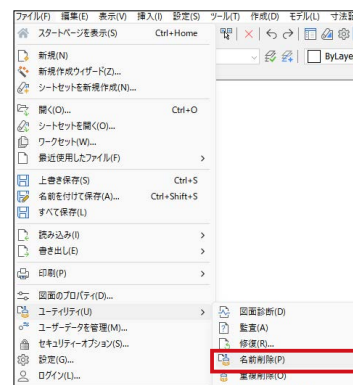 ファイル(F) 編集(E) 表示(V) 挿入(I) 設定(S) ツール(T) 作成(D) モデル(L)
スタートページを表示(S) Ctrl+Home
新規(N)
新規作成ウィザード(Z)...
シートセットを新規作成(N)...
ByLaye
開く(O)... Ctrl+O
シートセットを開く(O)...
ワークセット(W)...
最近使用したファイル(F)
上書き保存(S) Ctrl+S
名前を付けて保存(A)... Ctrl+Shift+S
すべて保存(L)
読み込み(I)
書き出し(E)
印刷(P)
図面のプロパティ(D)...
ユーティリティ(U) 図面診断(D)
ユーザーデータを管理(M)... 監査(A)
セキュリティーオプション(S)... 修復(R)...
設定(G)... 名前削除(P)
ログイン(L)... 重複削除(O)